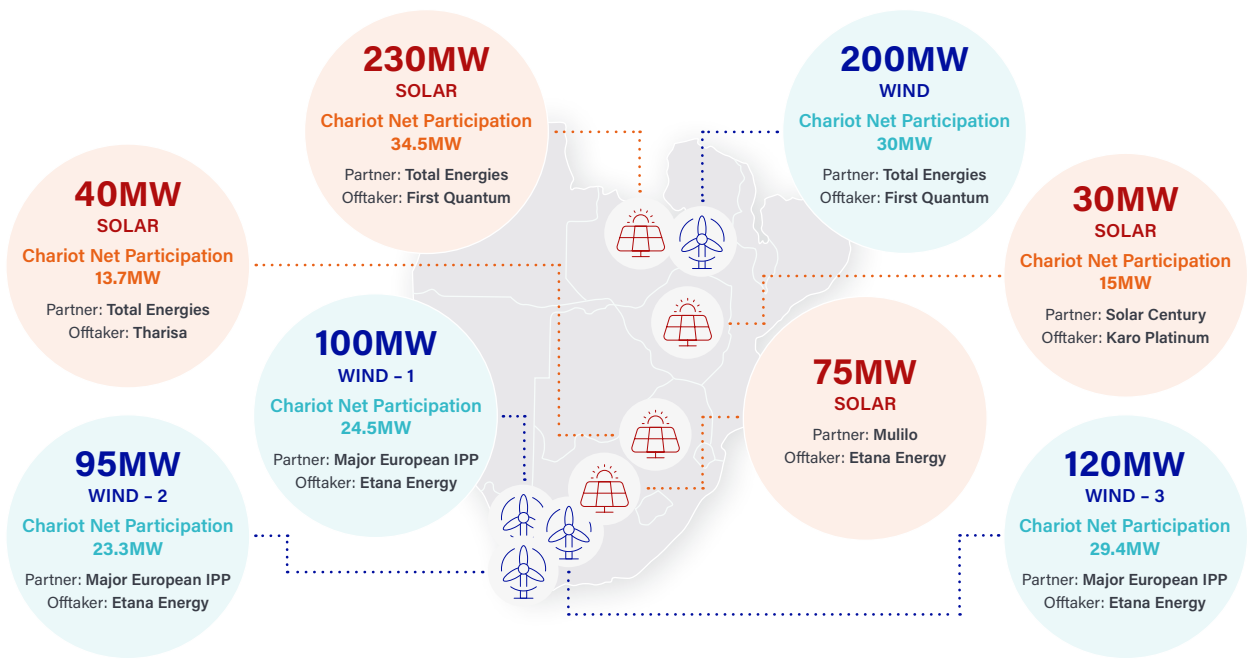 230MW
SOLAR
Chariot Net Participation
34.5MW
Partner: Total Energies
Offtaker: First Quantum
200MW
WIND
Chariot Net Participation
30MW
Partner: Total Energies
Offtaker: First Quantum
40MW
SOLAR
Chariot Net Participation
13.7MW
Partner: Total Energies
Offtaker: Tharisa
30MW
SOLAR
Chariot Net Participation
15MW
Partner: Solar Century
Offtaker: Karo Platinum
100MW
WIND – 1
Chariot Net Participation
24.5MW
Partner: Major European IPP
Offtaker: Etana Energy
75MW
SOLAR
Partner: Mulilo
Offtaker: Etana Energy
95MW
WIND – 2
Chariot Net Participation
23.3MW
Partner: Major European IPP
Offtaker: Etana Energy
120MW
WIND – 3
Chariot Net Participation
29.4MW
Partner: Major European IPP
Offtaker: Etana Energy